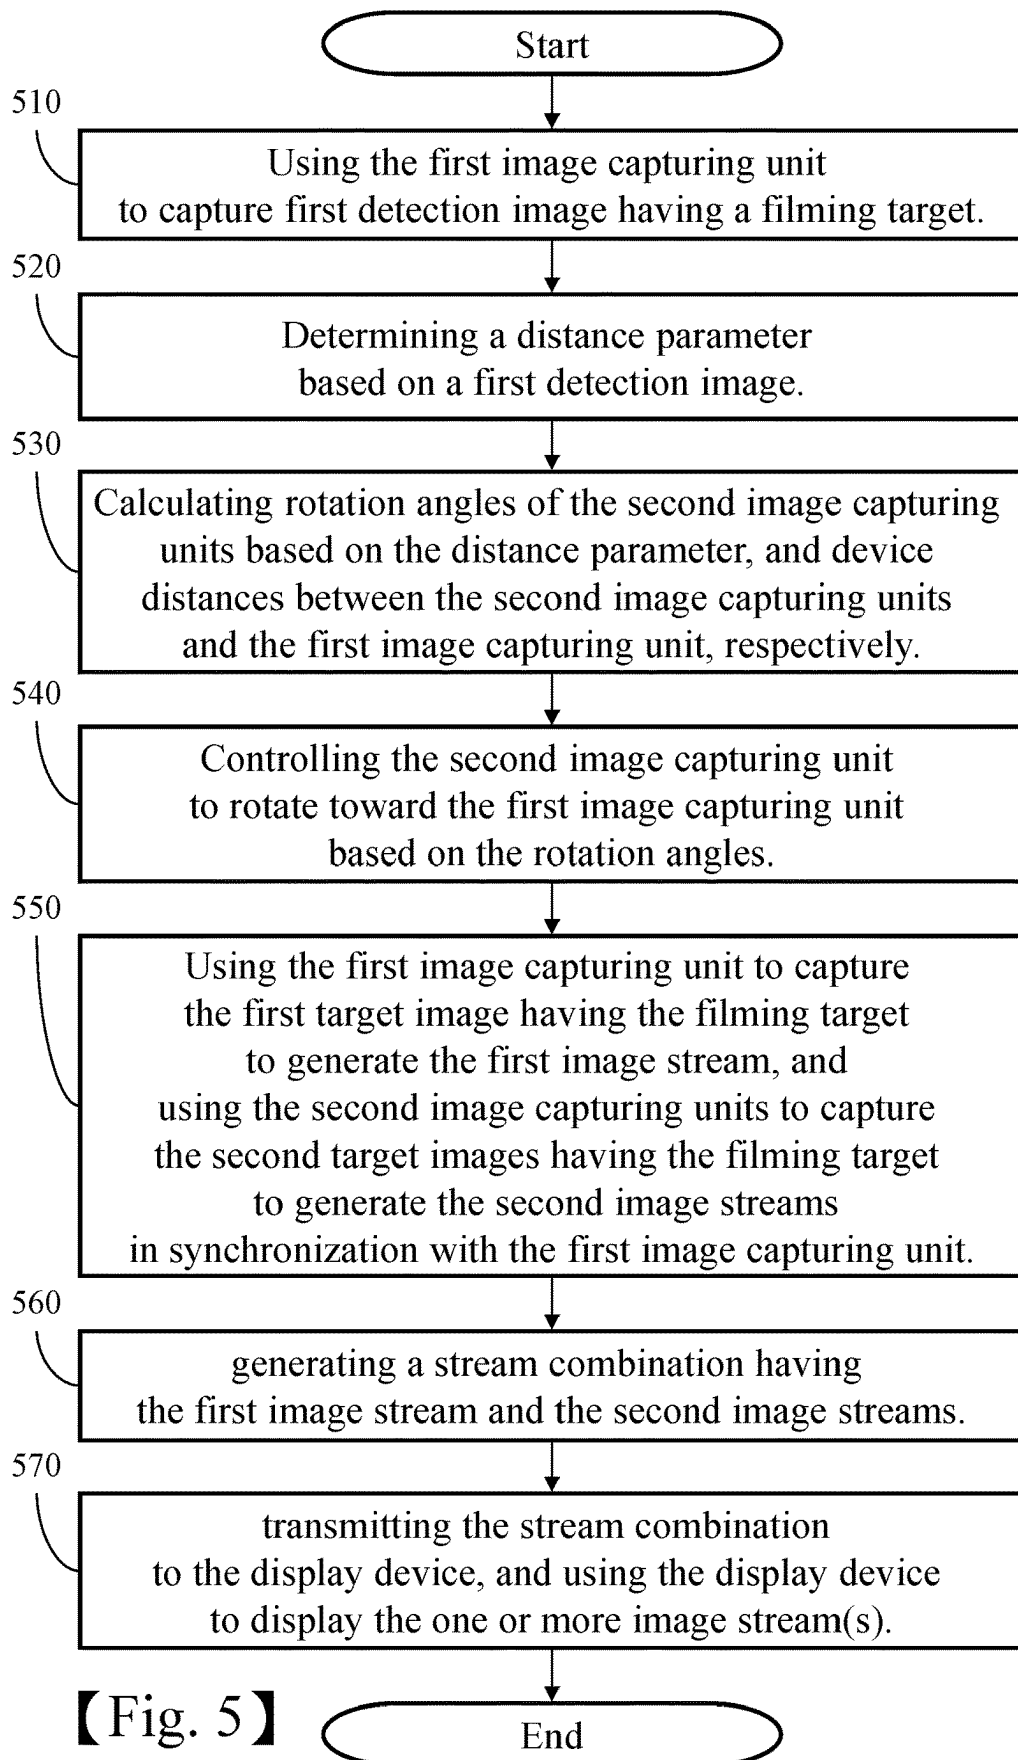 Start
510
Using the first image capturing unit
to capture first detection image having a filming target.
520
Determining a distance parameter
based on a first detection image.
530
Calculating rotation angles of the second image capturing
units based on the distance parameter, and device
distances between the second image capturing units
and the first image capturing unit, respectively.
540
Controlling the second image capturing unit
to rotate toward the first image capturing unit
based on the rotation angles.
550
Using the first image capturing unit to capture
the first target image having the filming target
to generate the first image stream, and
using the second image capturing units to capture
the second target images having the filming target
to generate the second image streams
in synchronization with the first image capturing unit.
560
generating a stream combination having
the first image stream and the second image streams.
570
transmitting the stream combination
to the display device, and using the display device
to display the one or more image stream(s).
【Fig. 5】
End